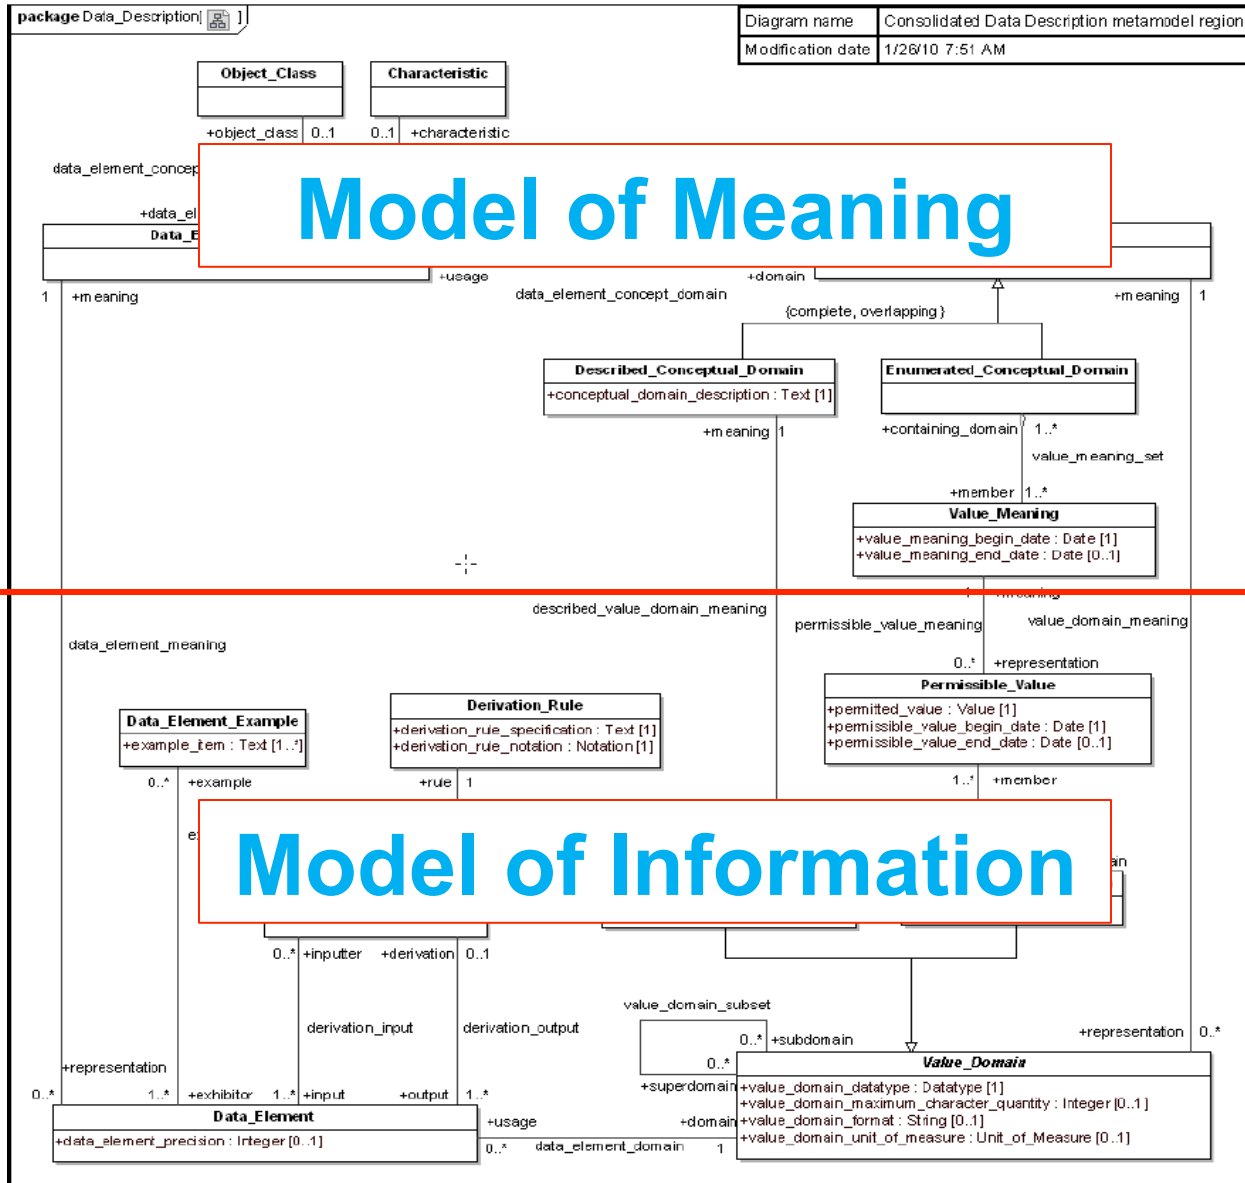 package Data_Description[ ]
Diagram name Consolidated Data Description metamodel region
Modification date 1/26/10 7:51 AM
Object_Class Characteristic
+object_class 0..1 0..1 +characteristic
data_element_concep
Model of Meaning
+data_el
Data_E
+usage +domain
1 +meaning data_element_concept_domain +meaning 1
{complete, overlapping}
Described_Conceptual_Domain Enumerated_Conceptual_Domain
+conceptual_domain_description : Text [1]
+meaning 1 +containing_domain 1..*
value_meaning_set
+member 1..*
Value_Meaning
+value_meaning_begin_date : Date [1]
+value_meaning_end_date : Date [0..1]
+meaning
described_value_domain_meaning
permissible_value_meaning value_domain_meaning
data_element_meaning
0..* +representation
Permissible_Value
+permitted_value : Value [1]
+permissible_value_begin_date : Date [1]
+permissible_value_end_date : Date [0..1]
Derivation_Rule
+derivation_rule_specification : Text [1]
+derivation_rule_notation : Notation [1]
Data_Element_Example
+example_item : Text [1..*]
0..* +example +rule 1 1..* +member
Model of Information
0..* +inputter +derivation 0..1
value_domain_subset
derivation_input derivation_output
0..* +subdomain +representation 0..*
0..*
+superdomain
Value_Domain
+value_domain_datatype : Datatype [1]
+value_domain_maximum_character_quantity : Integer [0..1]
+value_domain_format : String [0..1]
+value_domain_unit_of_measure : Unit_of_Measure [0..1]
+representation
0..* 1..* +exhibitor 1..* +input +output 1..*
Data_Element
+data_element_precision : Integer [0..1]
+usage +domain
0..* data_element_domain 1